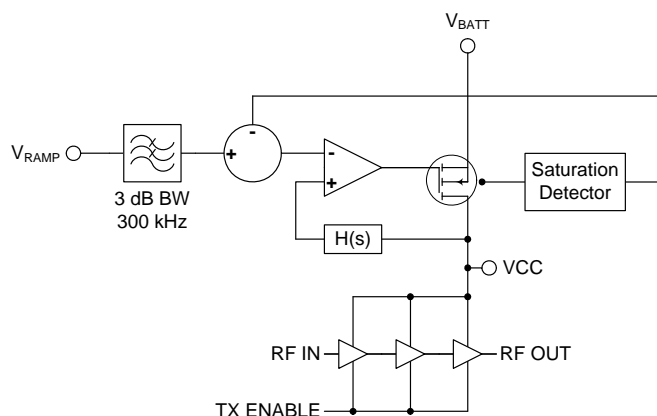 VBATT
VRAMP
-
+
-
+
3 dB BW
300 kHz
Saturation
Detector
H(s)
VCC
RF IN
RF OUT
TX ENABLE